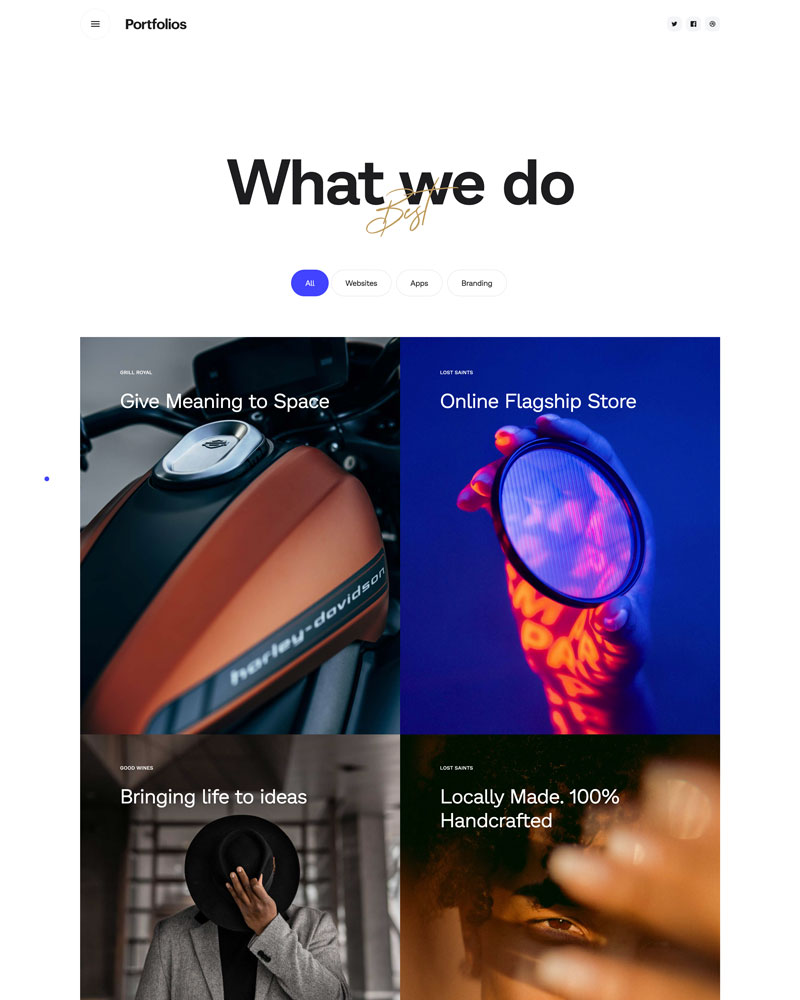 Portfolios
What we do
Best
All
Websites
Apps
Branding
GRILL ROYAL
Give Meaning to Space
harley-davidson
LOST SAINTS
Online Flagship Store
GOOD WINES
Bringing life to ideas
LOST SAINTS
Locally Made. 100%
Handcrafted